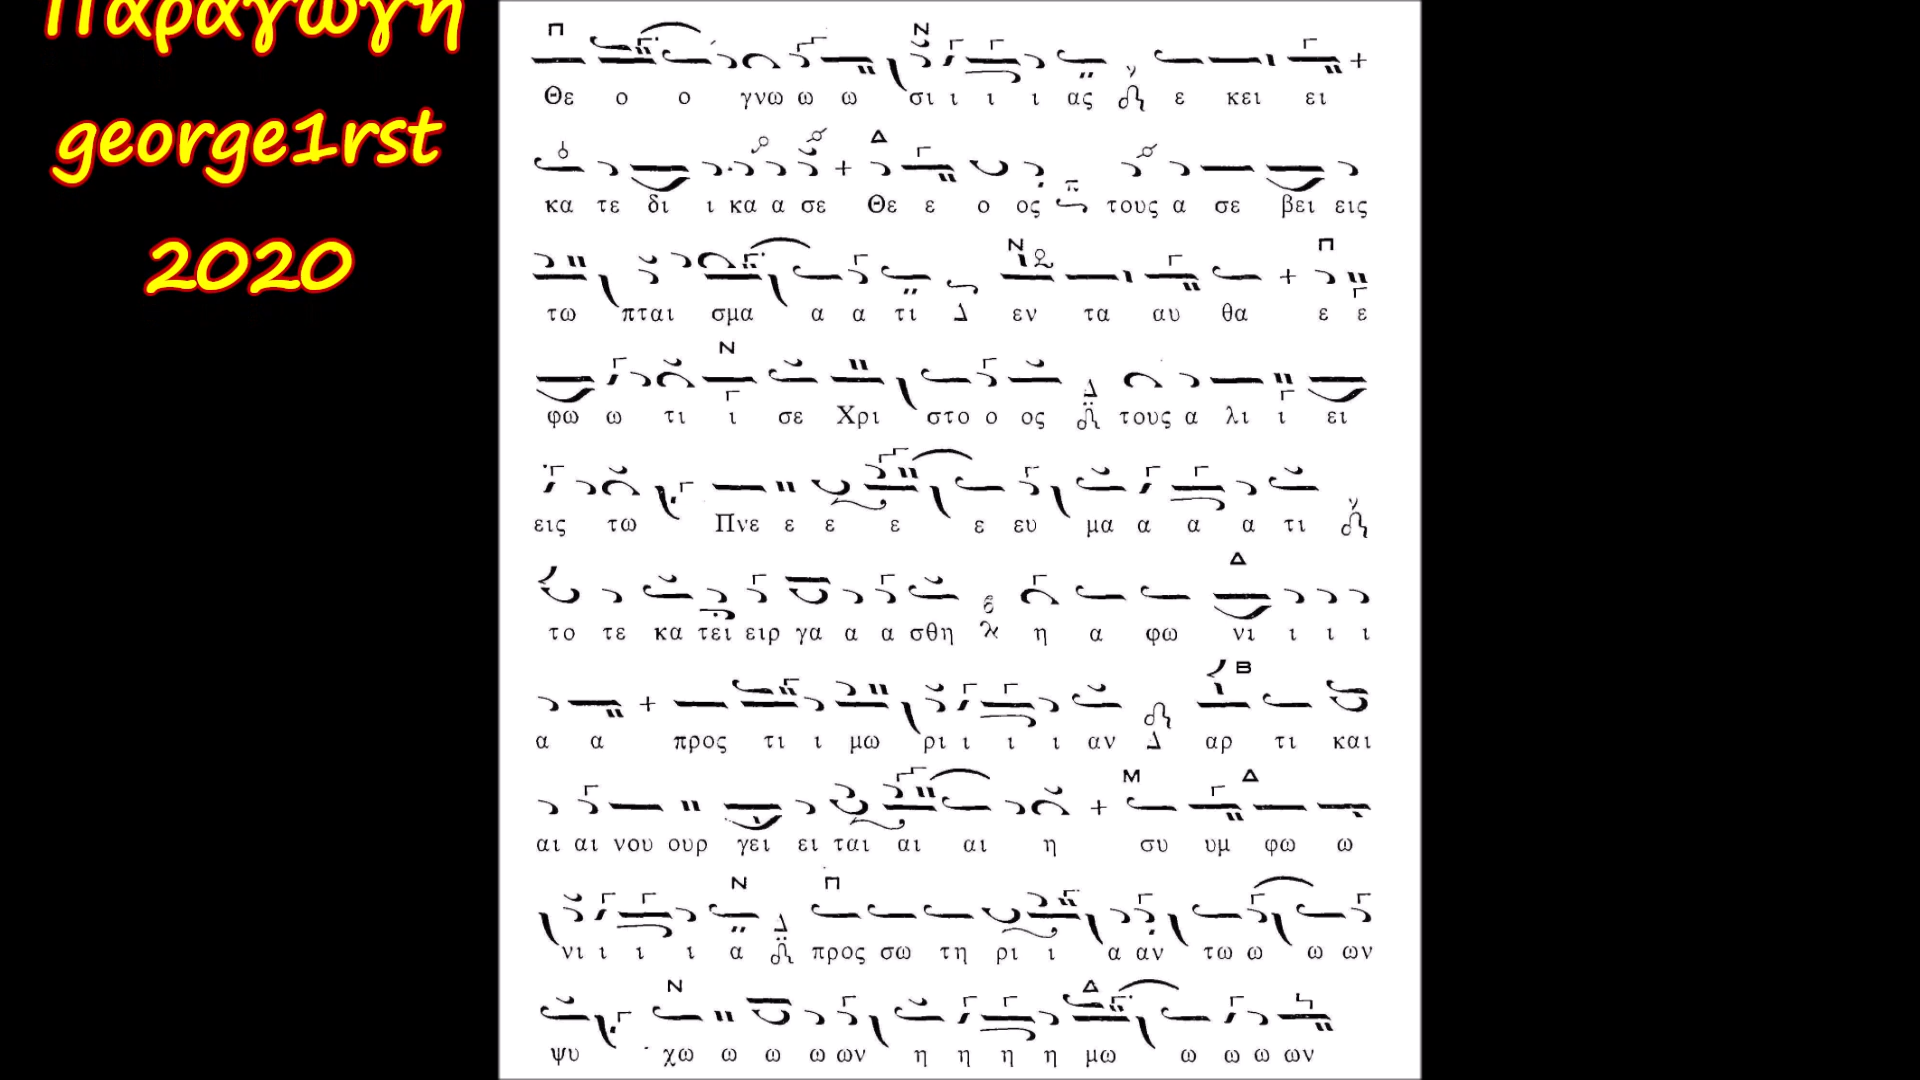 Παραγωγη
george1rst
2020
Θε ο ο γνω ω ω σι ι ι ι ας ε κει ει
κα τε δι ι κα α σε Θε ε ο ος τους α σε βει εις
τω πται σμα α α τι εν τα αυ θα ε ε
φω ω τι ι σε Χρι στο ο ος τους α λι ι ει
εις τω Πνε ε ε ε ε ευ μα α α α τι
το τε κα τει ειρ γα α α σθη η α φω νι ι ι ι
α α προς τι ι μω ρι ι ι ι αν αρ τι και
αι αι νου ουρ γει ει ται αι αι η συ υμ φω ω
νι ι ι ι α προς σω τη ρι ι α αν τω ω ω ων
ψυ χω ω ω ω ων η η η η μω ω ω ω ων